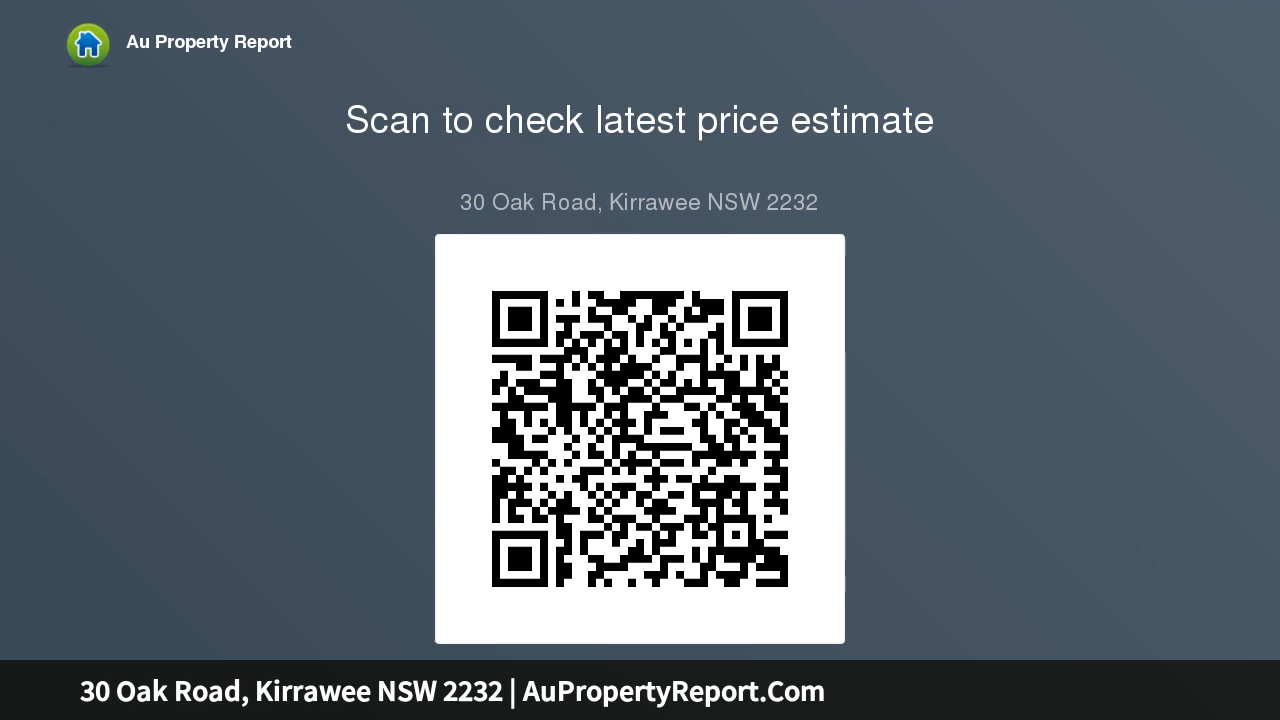 Au Property Report
Scan to check latest price estimate
30 Oak Road, Kirrawee NSW 2232
30 Oak Road, Kirrawee NSW 2232 | AuPropertyReport.Com